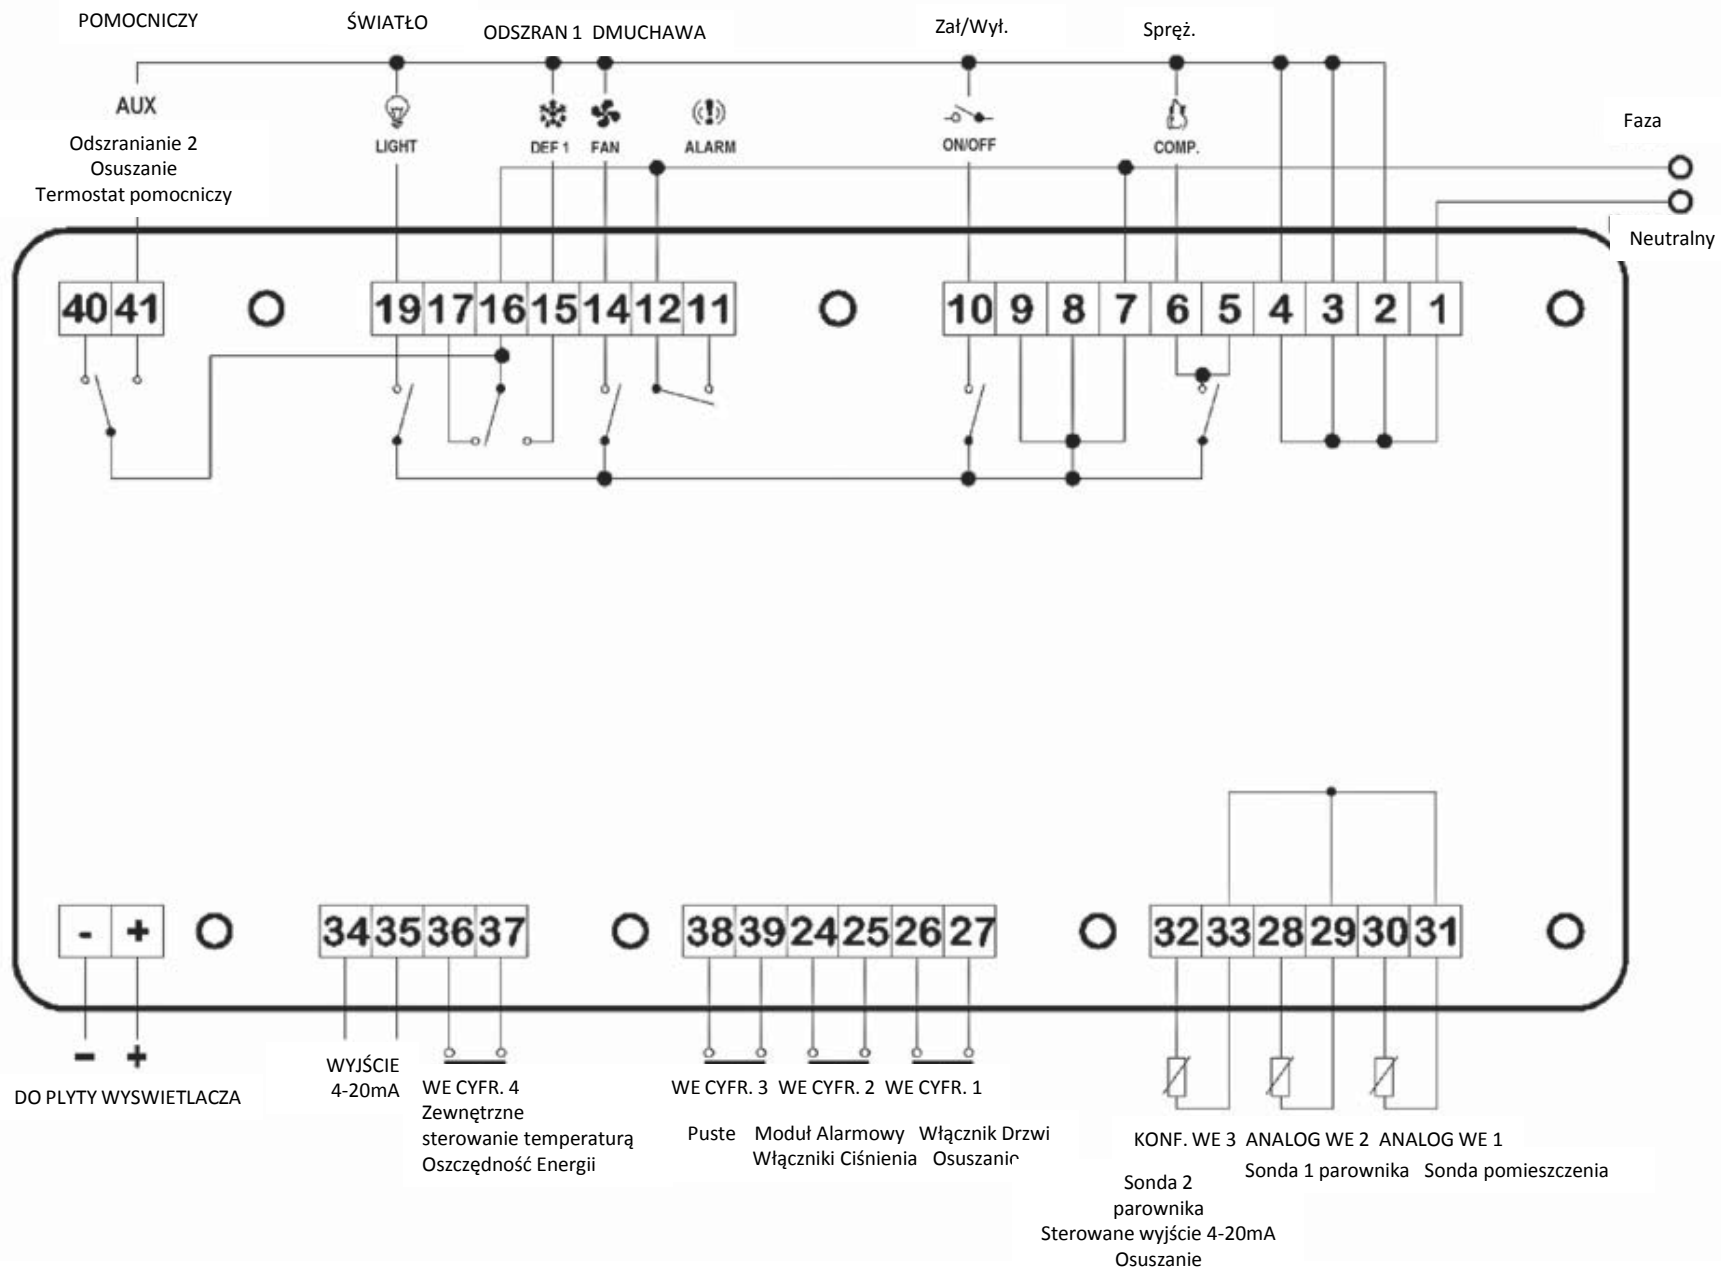 POMOCNICZY ŚWIATŁO ODSZRAN 1 DMUCHAWA Zał/Wył. Spręż.
AUX
LIGHT DEF 1 FAN ALARM ON/OFF COMP.
Faza
Odszranianie 2
Osuszanie
Termostat pomocniczy
Neutralny
40 41 19 17 16 15 14 12 11 10 9 8 7 6 5 4 3 2 1
- + 34 35 36 37 38 39 24 25 26 27 32 33 28 29 30 31
- +
DO PLYTY WYSWIETLACZA
WYJŚCIE
4-20mA
WE CYFR. 4
Zewnętrzne
sterowanie temperaturą
Oszczędność Energii
WE CYFR. 3 WE CYFR. 2 WE CYFR. 1
Puste Moduł Alarmowy Włącznik Drzwi
Włączniki Ciśnienia Osuszanie
KONF. WE 3 ANALOG WE 2 ANALOG WE 1
Sonda 1 parownika Sonda pomieszczenia
Sonda 2
parownika
Sterowane wyjście 4-20mA
Osuszanie